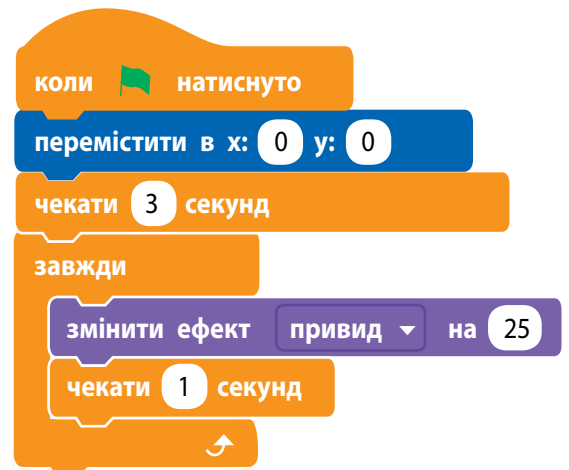 коли натиснуто
перемістити в x: 0 y: 0
чекати 3 секунд
завжди
змінити ефект привид на 25
чекати 1 секунд